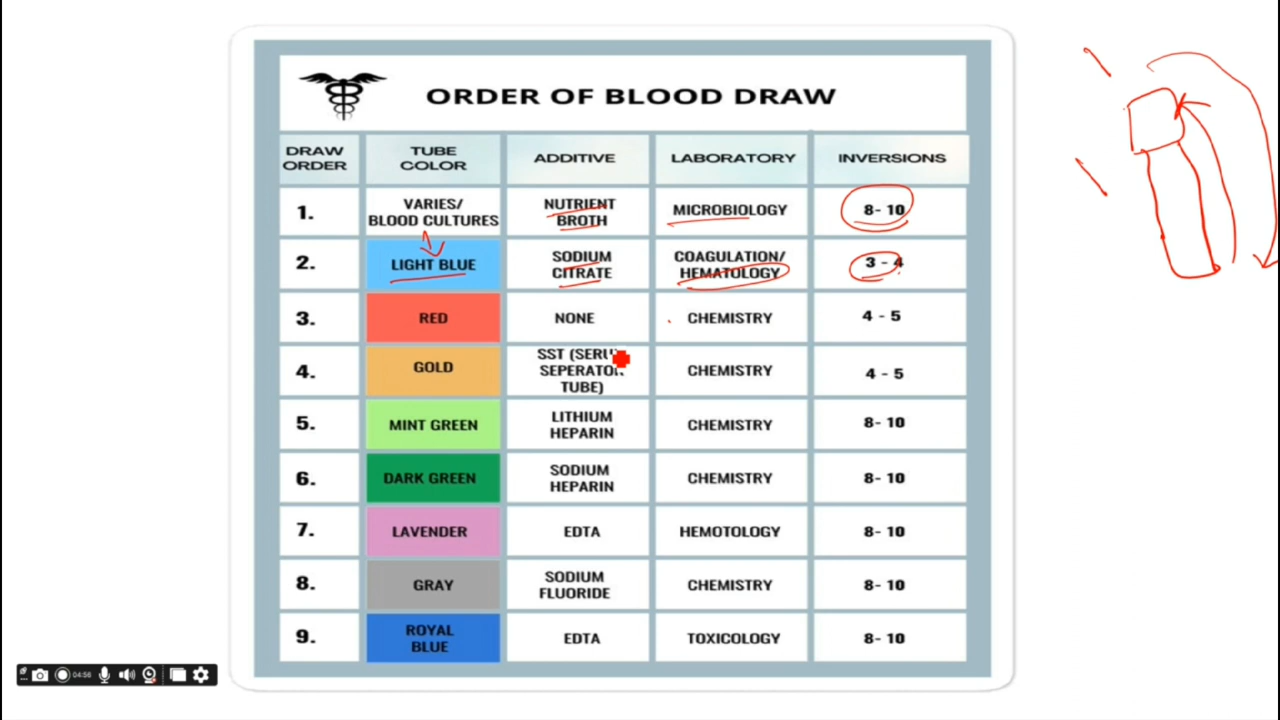 ORDER OF BLOOD DRAW
DRAW
ORDER
TUBE
COLOR
ADDITIVE
LABORATORY
INVERSIONS
1.
VARIES/
BLOOD CULTURES
NUTRIENT
BROTH
MICROBIOLOGY
8- 10
2.
LIGHT BLUE
SODIUM
CITRATE
COAGULATION/
HEMATOLOGY
3 - 4
3.
RED
NONE
CHEMISTRY
4 - 5
4.
GOLD
SST (SERU
SEPERATOR
TUBE)
CHEMISTRY
4 - 5
5.
MINT GREEN
LITHIUM
HEPARIN
CHEMISTRY
8- 10
6.
DARK GREEN
SODIUM
HEPARIN
CHEMISTRY
8- 10
7.
LAVENDER
EDTA
HEMOTOLOGY
8- 10
8.
GRAY
SODIUM
FLUORIDE
CHEMISTRY
8- 10
9.
ROYAL
BLUE
EDTA
TOXICOLOGY
8- 10
04:56